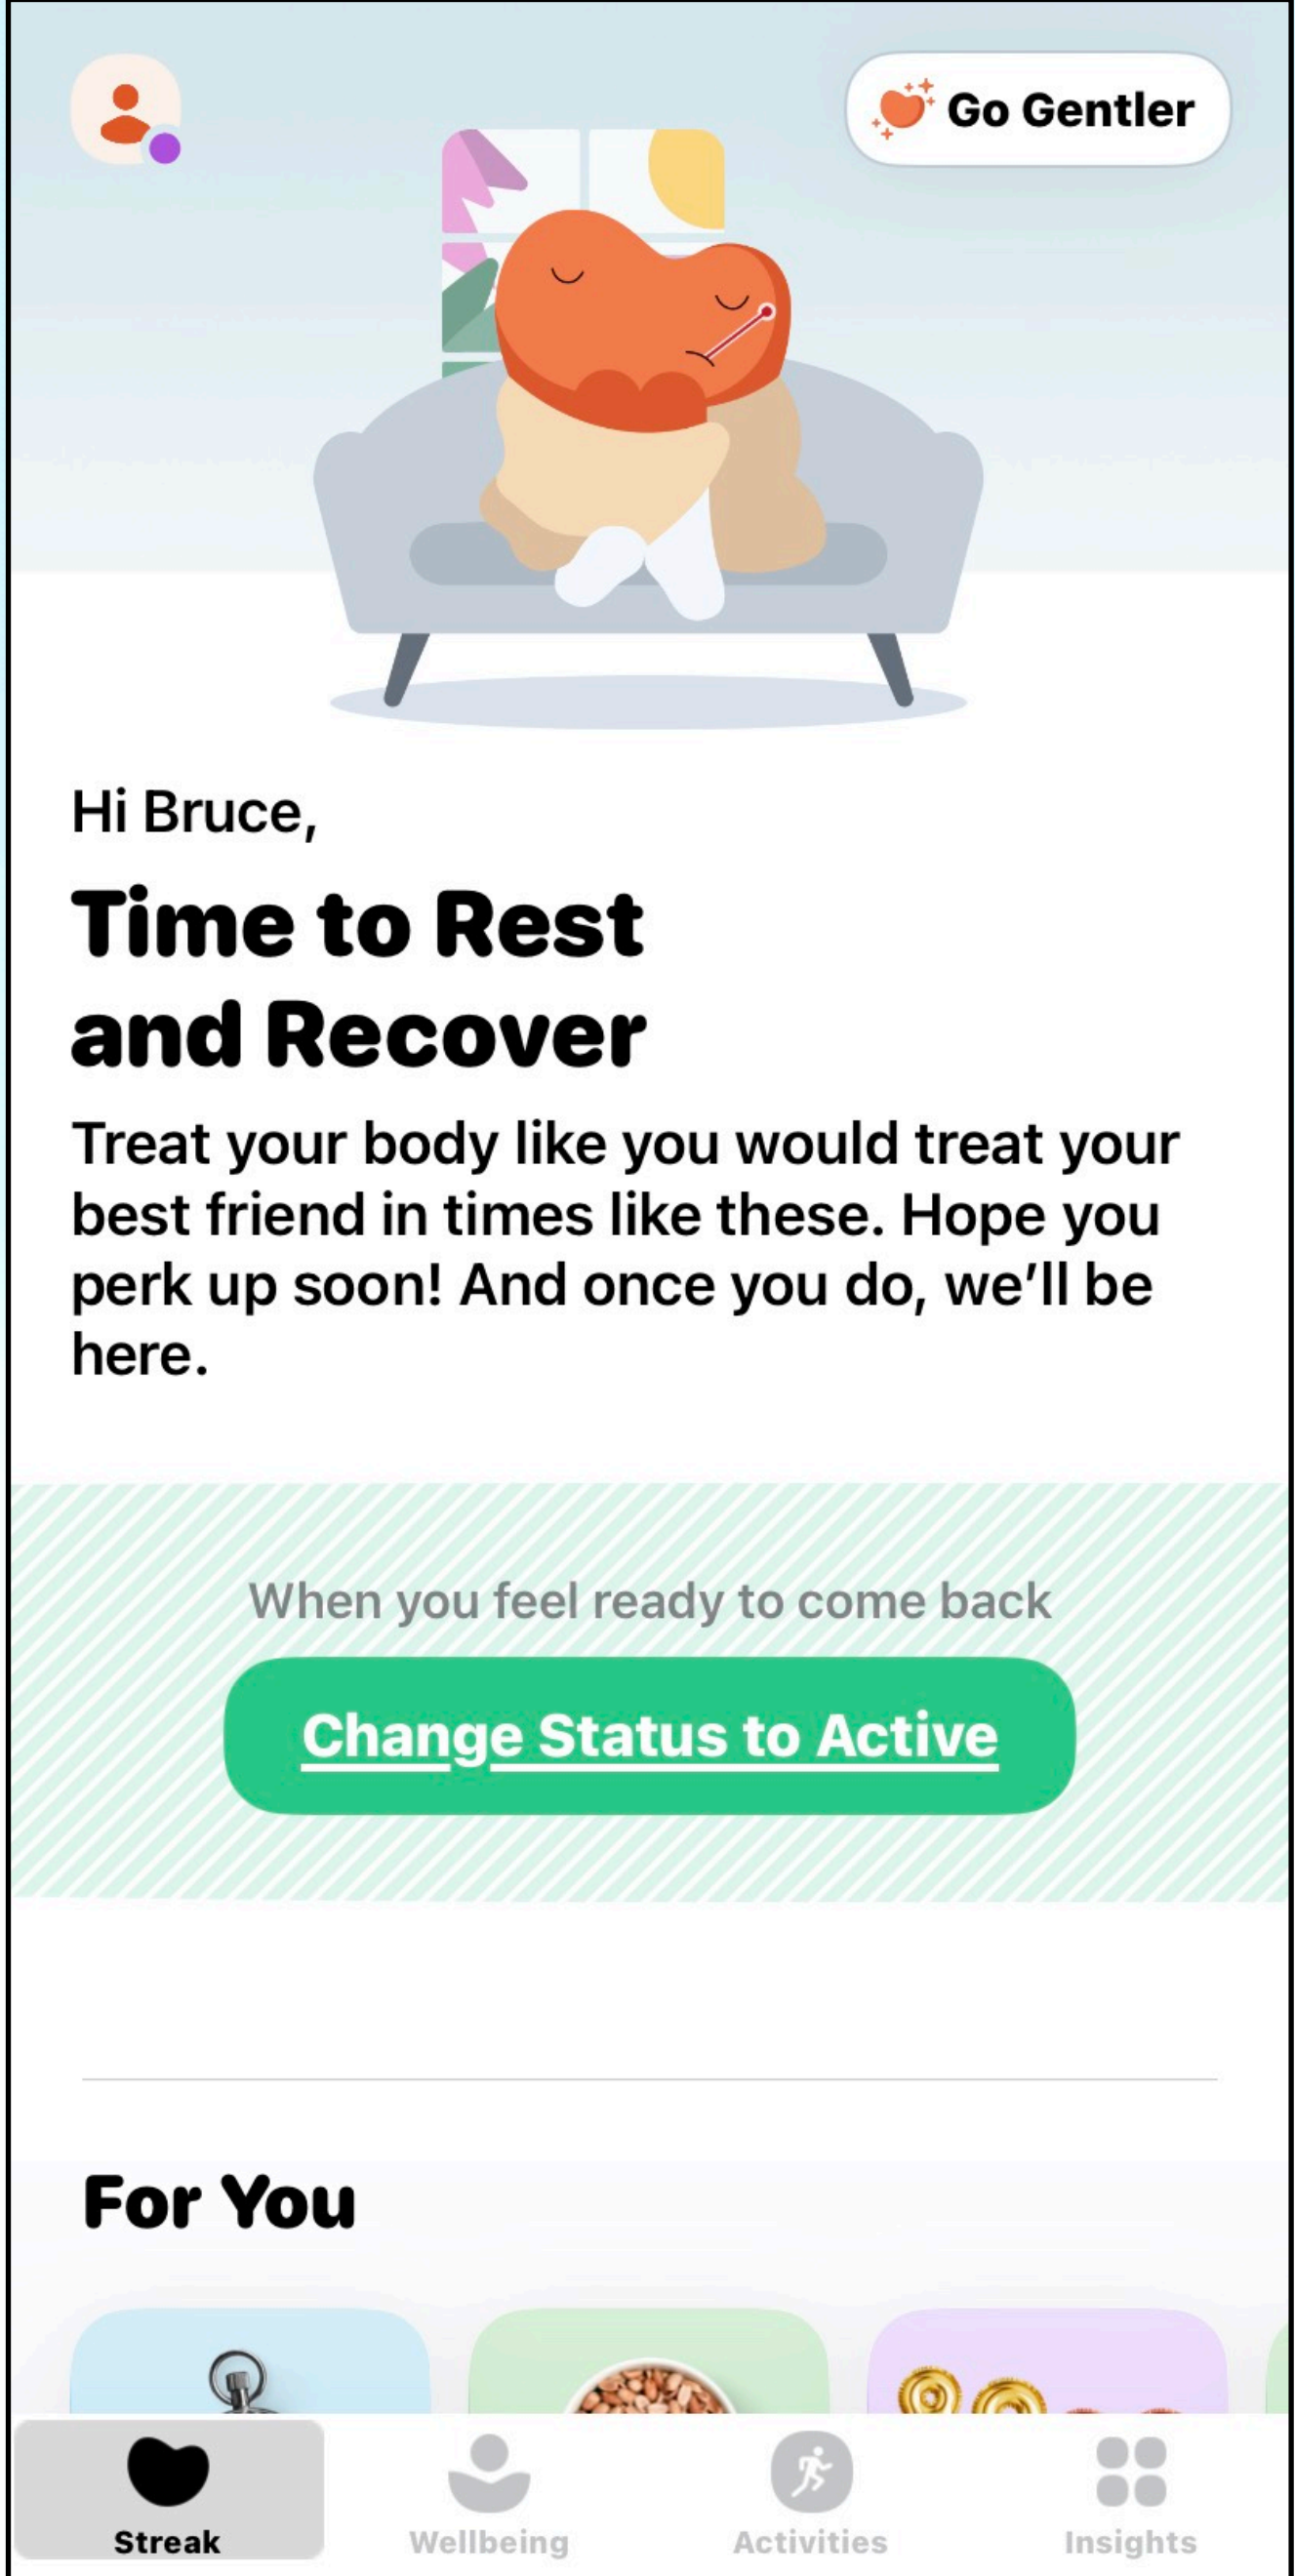 Go Gentler
Hi Bruce,
Time to Rest
and Recover
Treat your body like you would treat your
best friend in times like these. Hope you
perk up soon! And once you do, we’ll be
here.
When you feel ready to come back
Change Status to Active
For You
Streak
Wellbeing
Activities
Insights